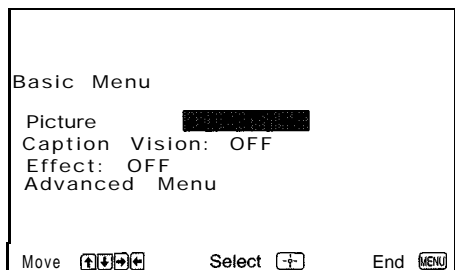 Basic Menu
Picture
Caption Vision: OFF
Effect: OFF
Advanced Menu
Move Select End MENU